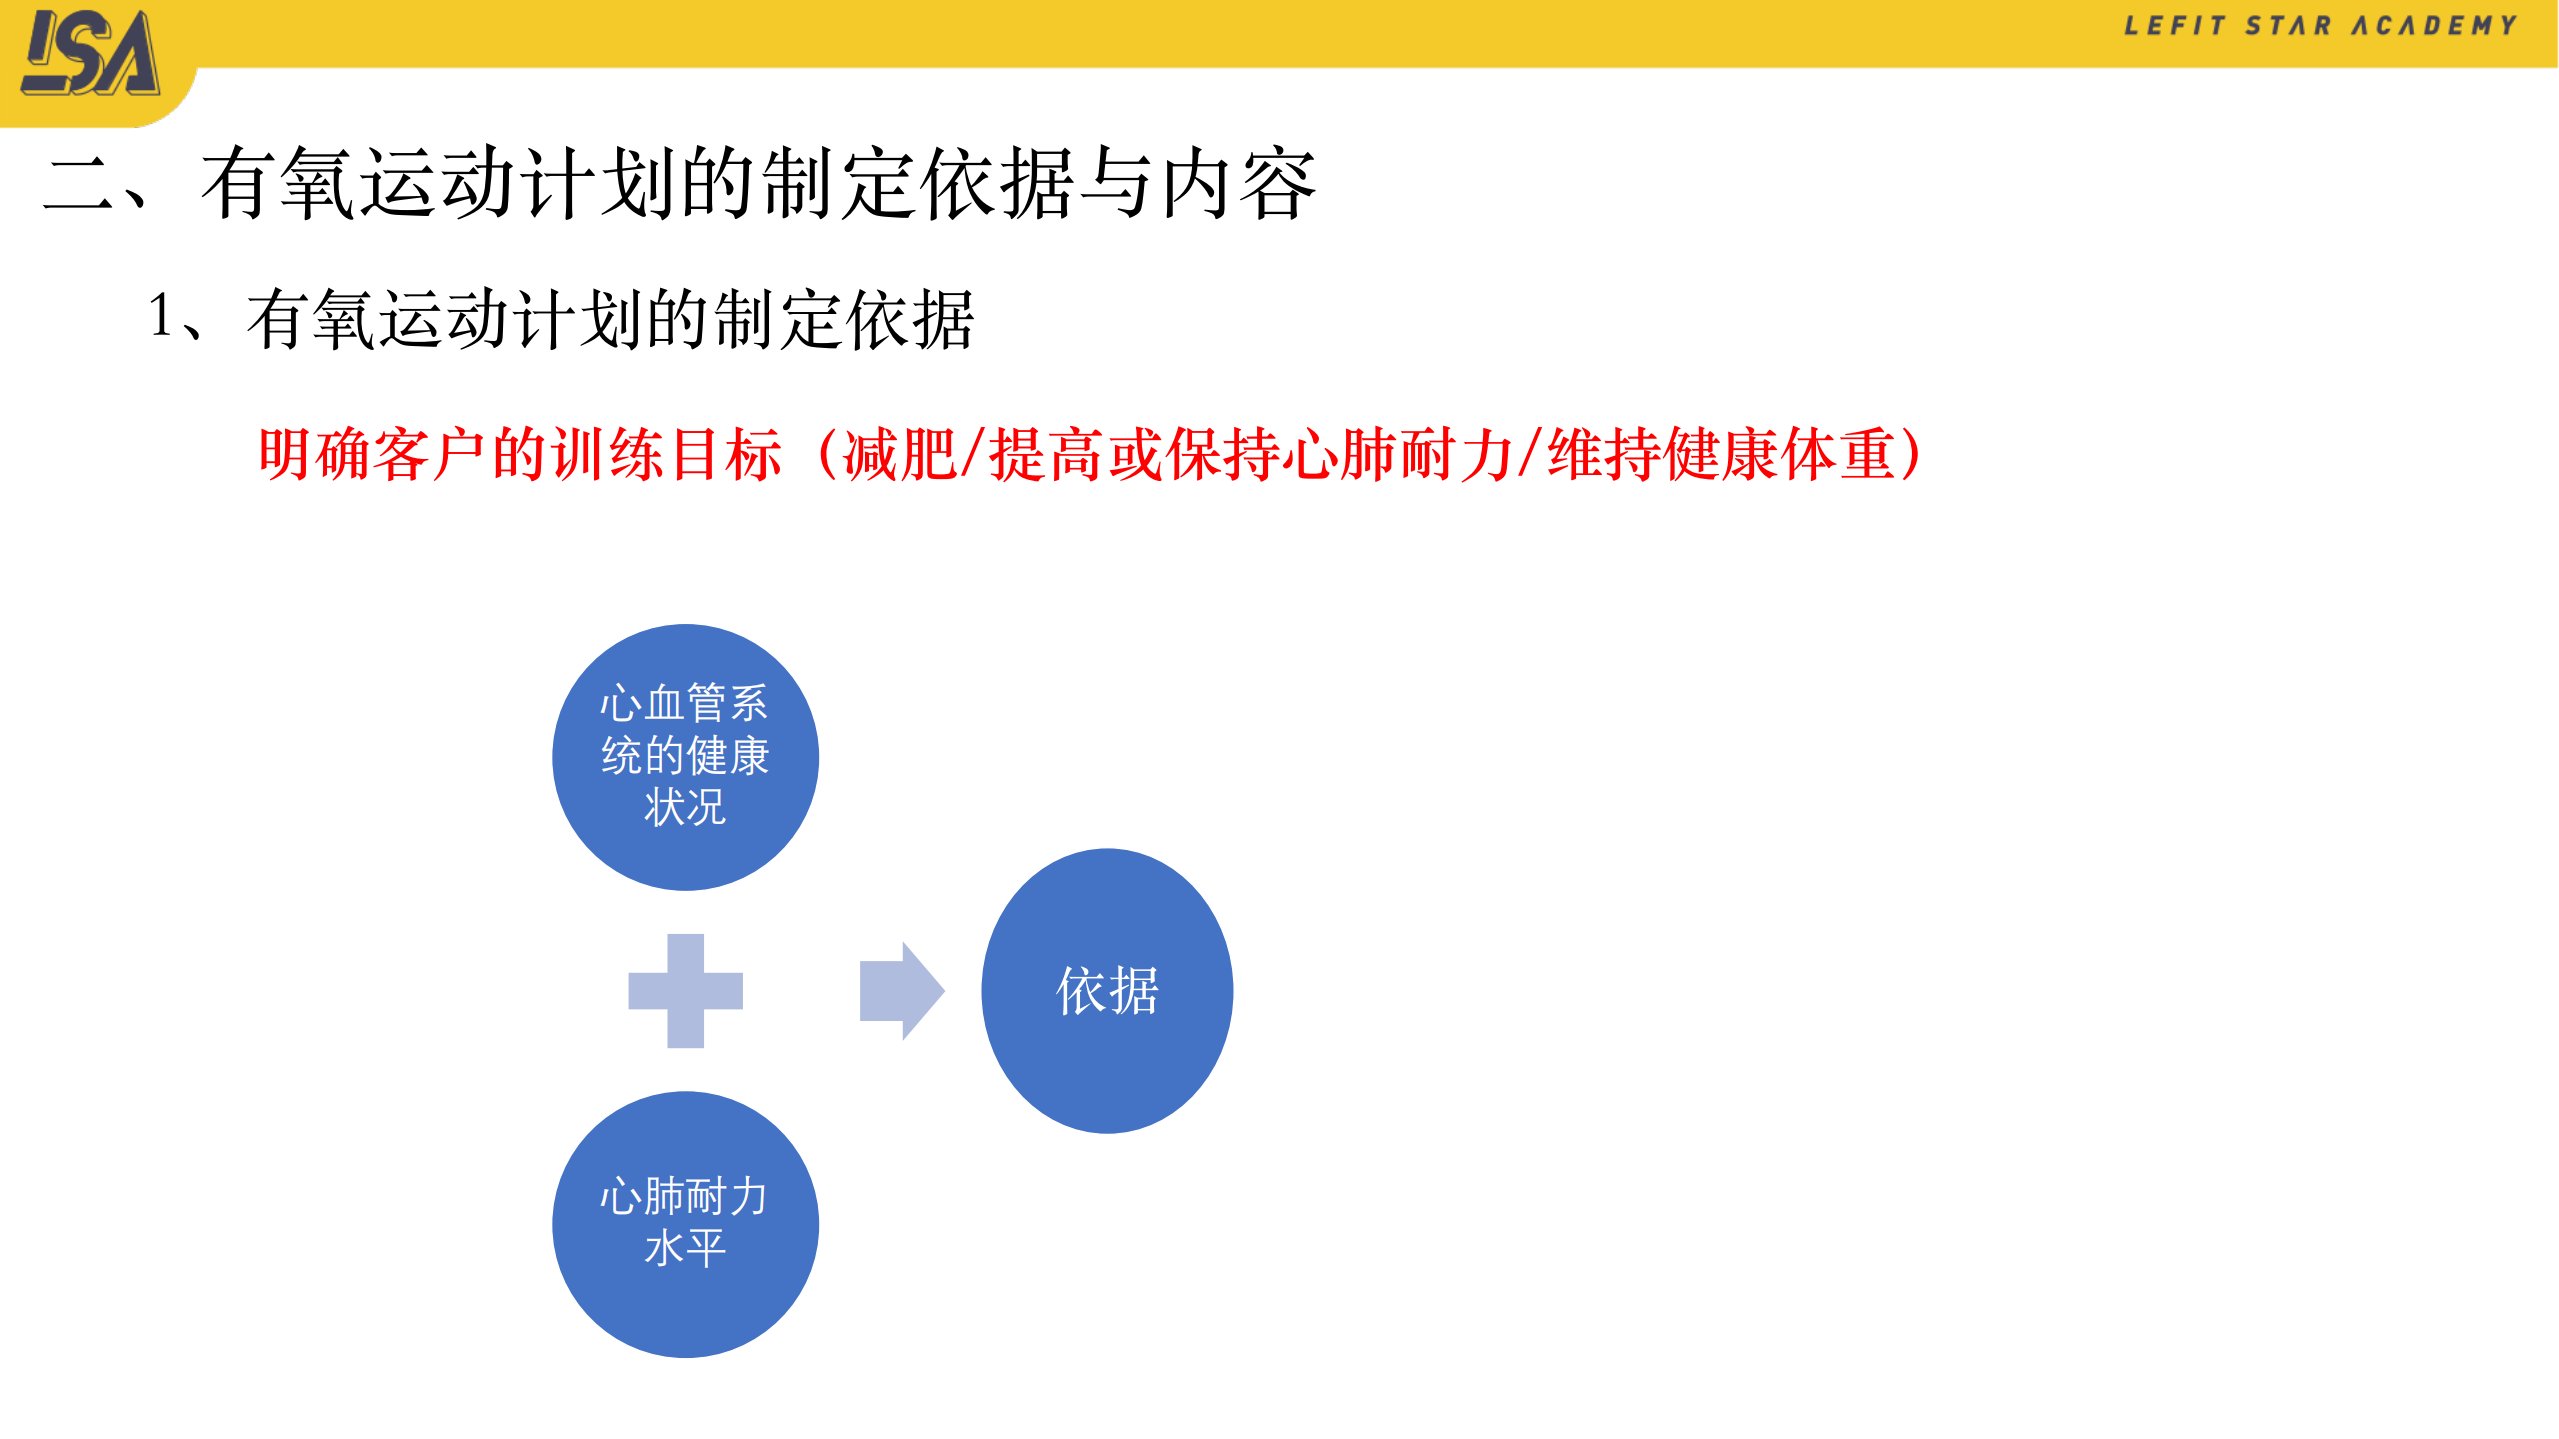 LSA
LEFIT STAR ACADEMY
二、有氧运动计划的制定依据与内容
1、有氧运动计划的制定依据
明确客户的训练目标（减肥/提高或保持心肺耐力/维持健康体重）
心血管系
统的健康
状况
依据
心肺耐力
水平